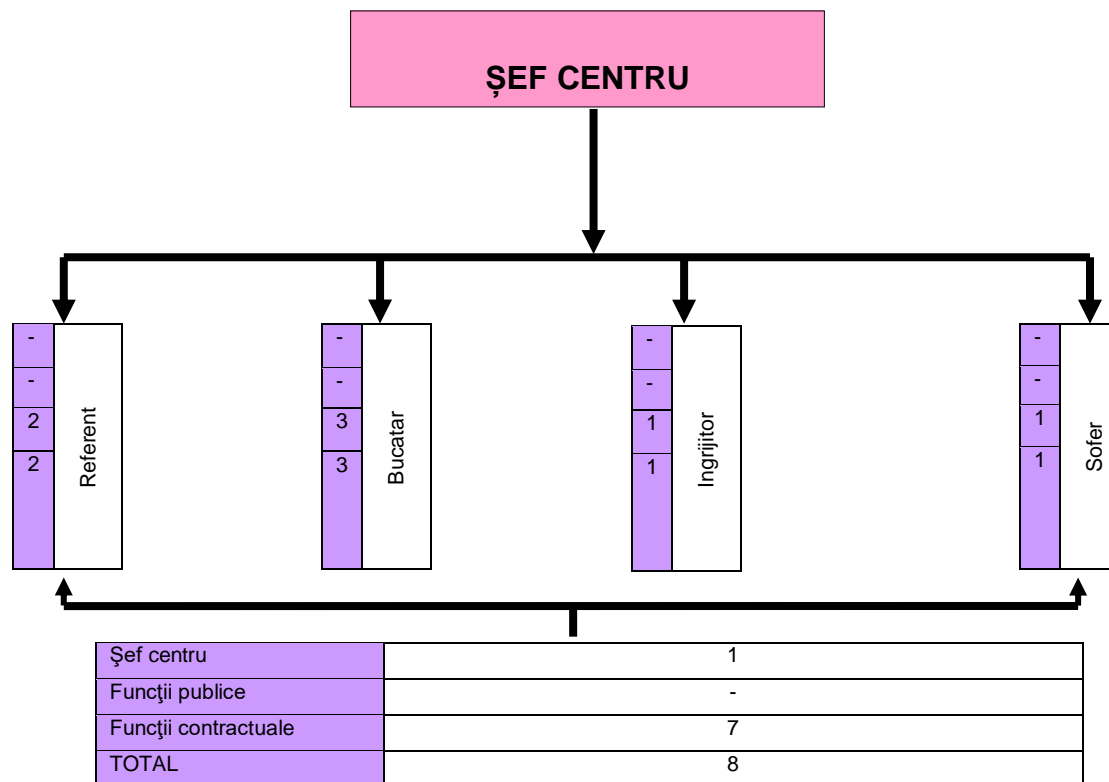 ȘEF CENTRU
-
-
2
2
Referent
-
-
3
3
Bucatar
-
-
1
1
Ingrijitor
-
-
1
1
Sofer
Şef centru 1
Funcţii publice -
Funcţii contractuale 7
TOTAL 8